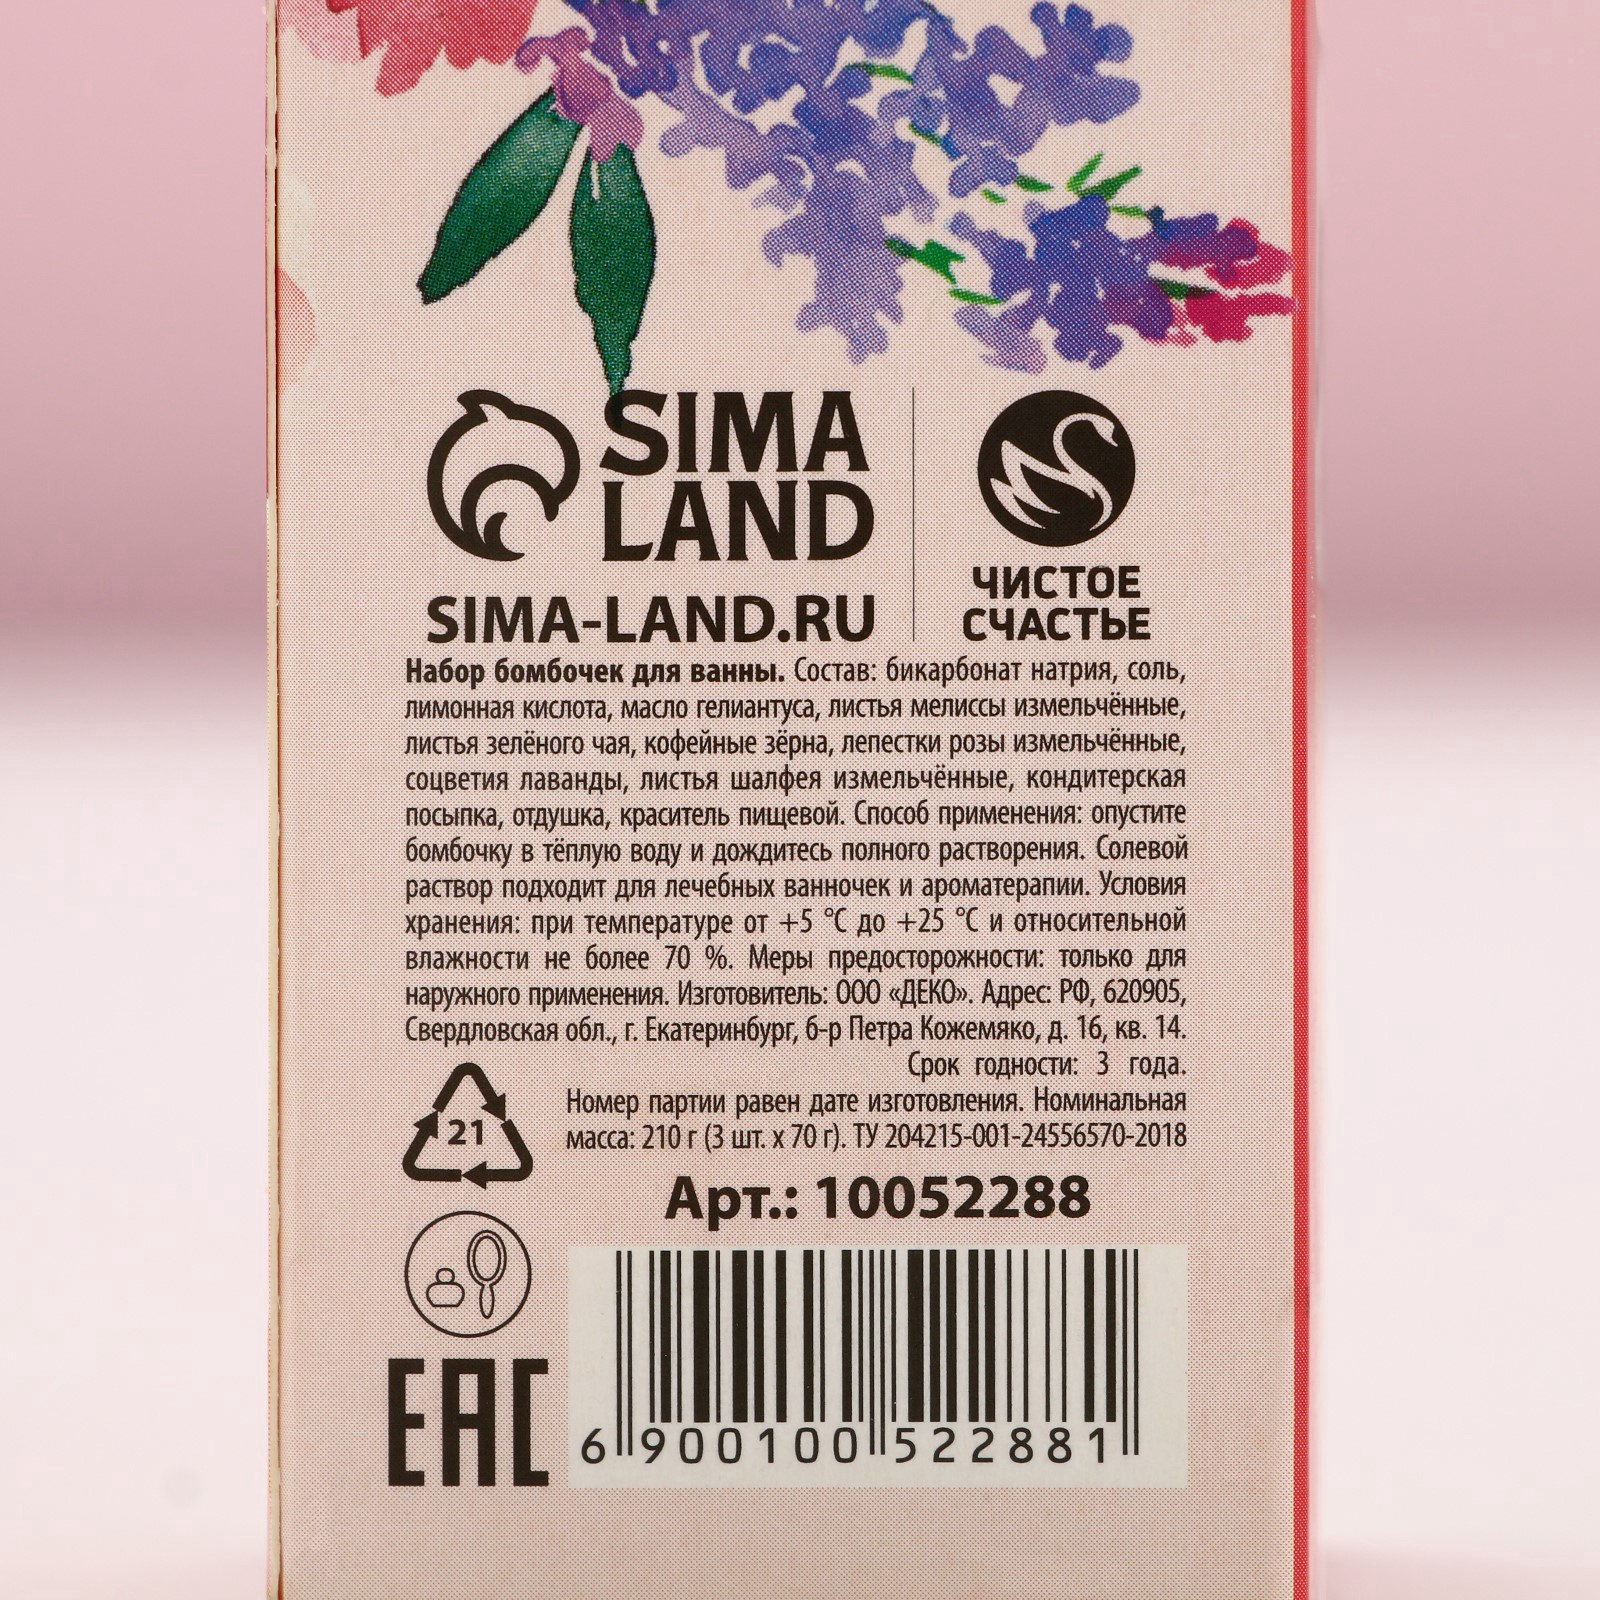 SIMA
LAND
SIMA-LAND.RU
ЧИСТОЕ
СЧАСТЬЕ
Набор бомбочек для ванны. Состав: бикарбонат натрия, соль,
лимонная кислота, масло гелиантуса, листья мелиссы измельчённые,
листья зелёного чая, кофейные зёрна, лепестки розы измельчённые,
соцветия лаванды, листья шалфея измельчённые, кондитерская
посыпка, отдушка, краситель пищевой. Способ применения: опустите
бомбочку в тёплую воду и дождитесь полного растворения. Солевой
раствор подходит для лечебных ванночек и ароматерапии. Условия
хранения: при температуре от +5 °С до +25 °С и относительной
влажности не более 70 %. Меры предосторожности: только для
наружного применения. Изготовитель: ООО «ДЕКО». Адрес: РФ, 620905,
Свердловская обл., г. Екатеринбург, б-р Петра Кожемяко, д. 16, кв. 14.
Срок годности: 3 года.
Номер партии равен дате изготовления. Номинальная
масса: 210 г (3 шт. х 70 г). ТУ 204215-001-24556570-2018
21
Арт.: 10052288
EAC
6 900100 522881